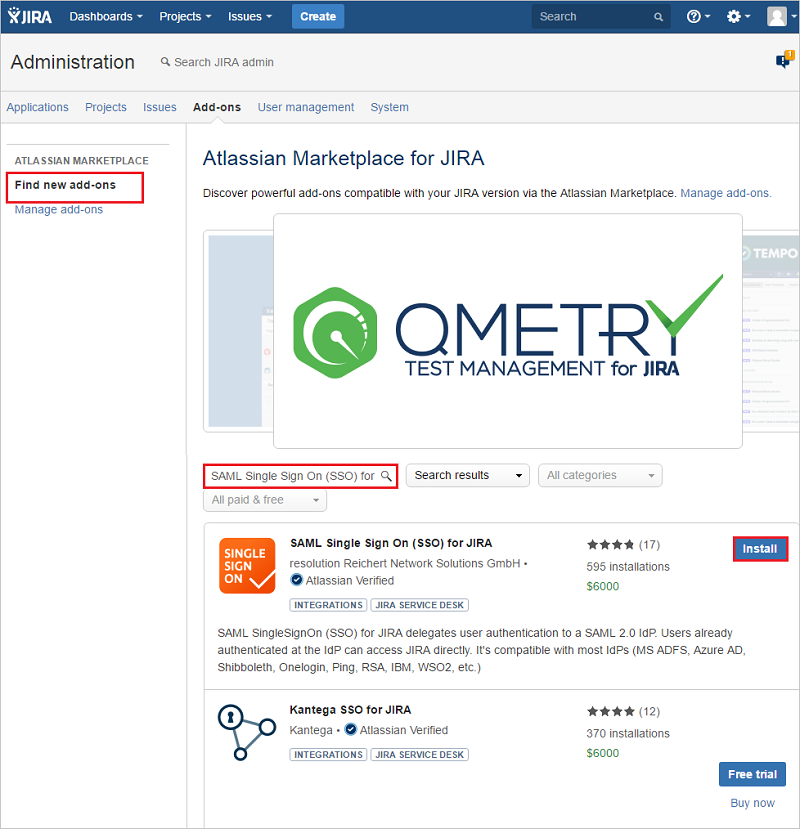 JIRA Dashboards Projects Issues Create Search
Administration Search JIRA admin 1
Applications Projects Issues Add-ons User management System
ATLASSIAN MARKETPLACE
Find new add-ons
Manage add-ons
Atlassian Marketplace for JIRA
Discover powerful add-ons compatible with your JIRA version via the Atlassian Marketplace. Manage add-ons.
TEMPO
QMETRY
TEST MANAGEMENT for JIRA
SAML Single Sign On (SSO) for Search results All categories
All paid & free
SINGLE
SIGN
ON
SAML Single Sign On (SSO) for JIRA
resolution Reichert Network Solutions GmbH •
Atlassian Verified
INTEGRATIONS JIRA SERVICE DESK
(17)
595 installations
$6000
Install
SAML SingleSignOn (SSO) for JIRA delegates user authentication to a SAML 2.0 IdP. Users already
authenticated at the IdP can access JIRA directly. It's compatible with most IdPs (MS ADFS, Azure AD,
Shibboleth, Onelogin, Ping, RSA, IBM, WSO2, etc.)
Kantega SSO for JIRA
Kantega • Atlassian Verified
INTEGRATIONS JIRA SERVICE DESK
(12)
370 installations
$6000
Free trial
Buy now